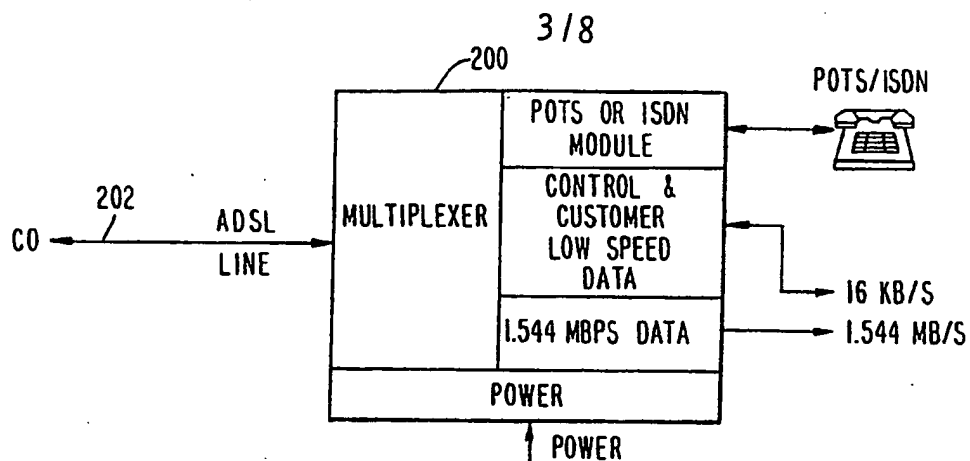 3/8
200
POTS/ISDN
POTS OR ISDN
MODULE
CONTROL &
CUSTOMER
LOW SPEED
DATA
MULTIPLEXER
202
CO
ADSL
LINE
16 KB/S
1.544 MBPS DATA
1.544 MB/S
POWER
POWER